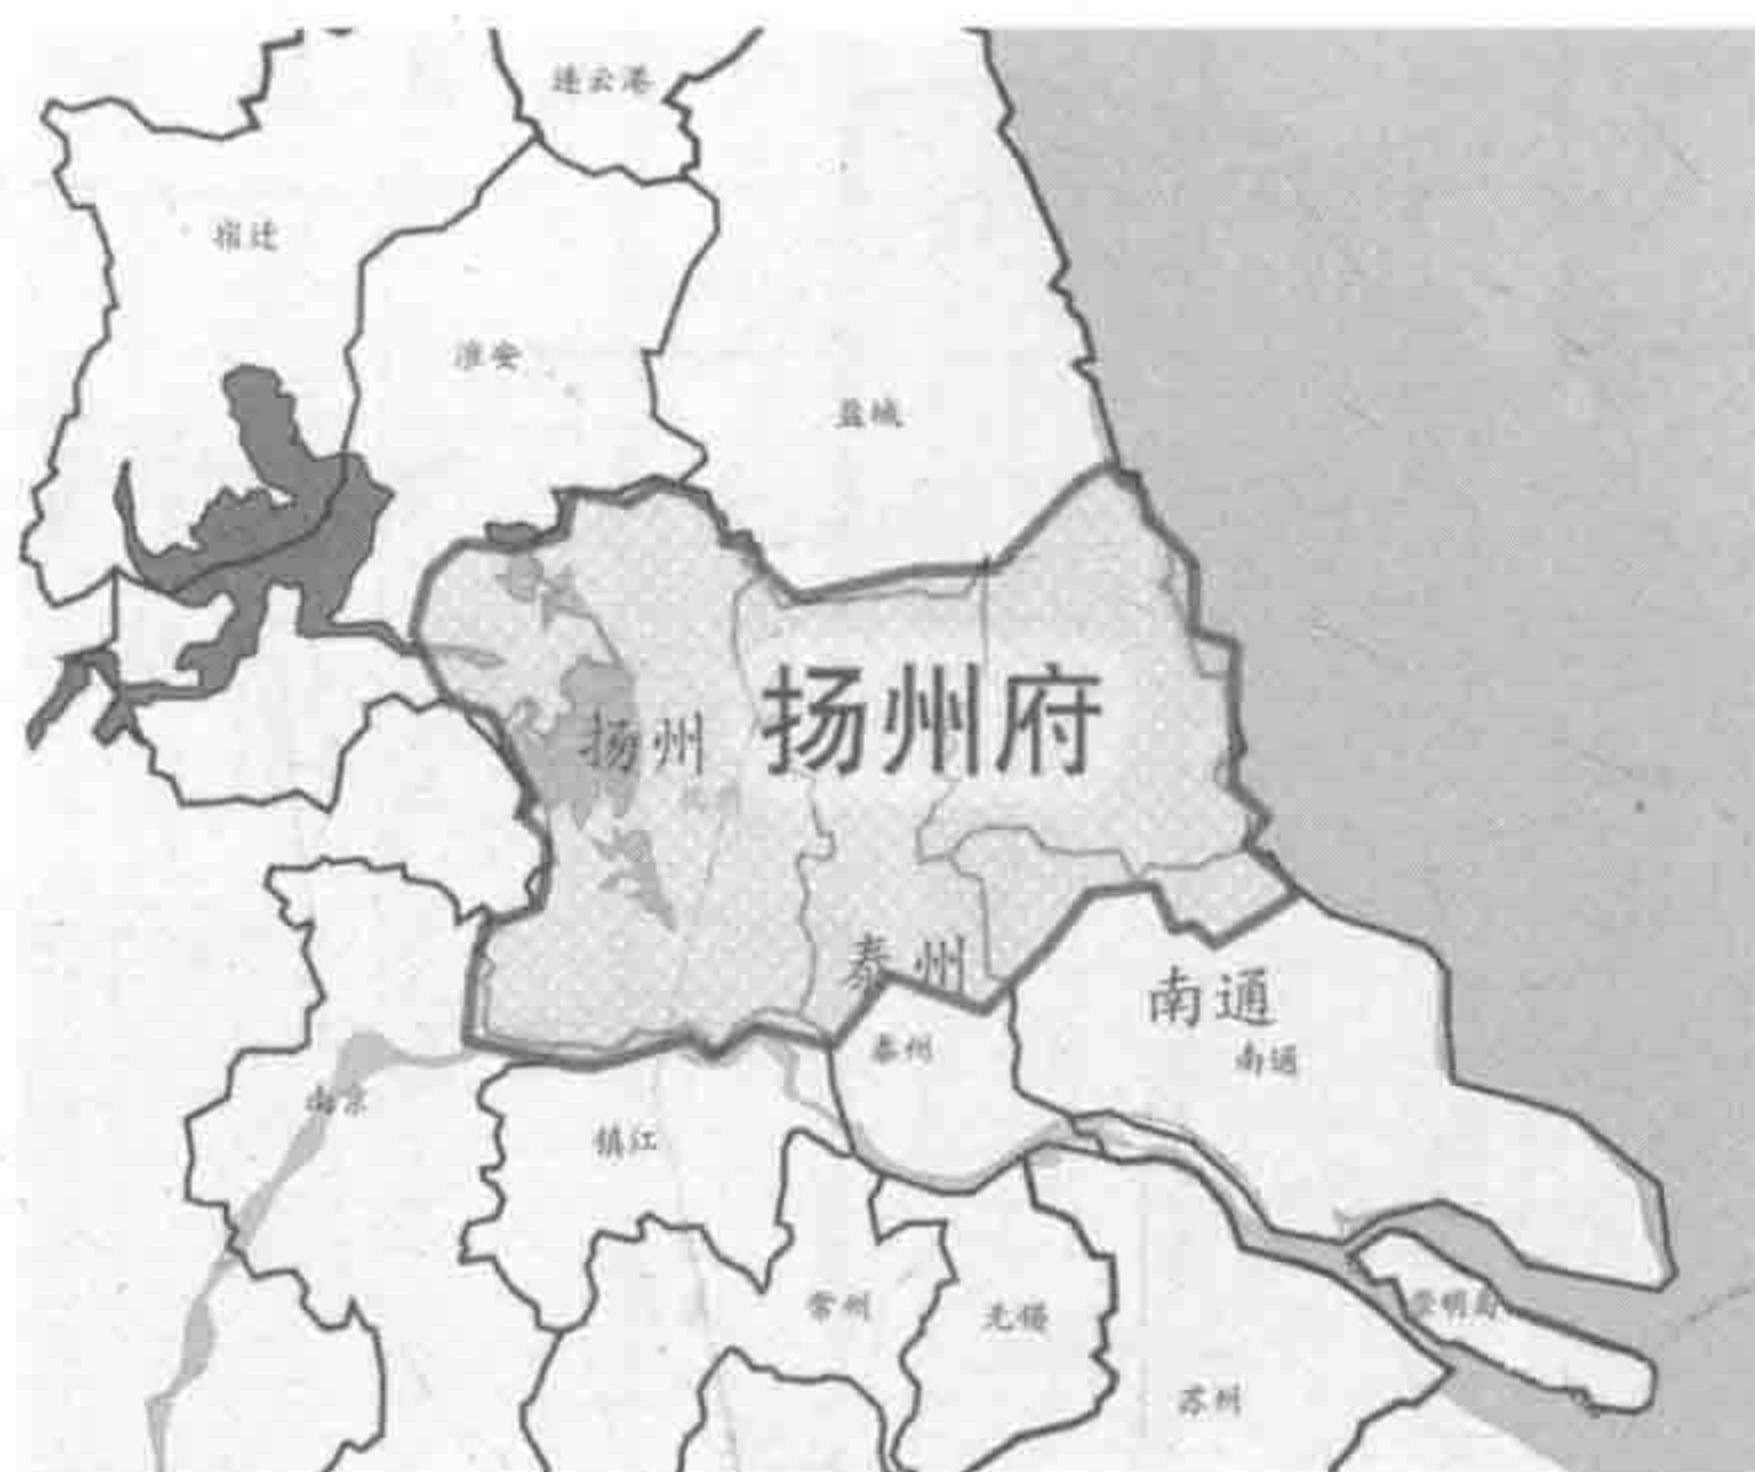 连云港
宿迁
淮安
盐城
扬州府
扬州
泰州
南通
泰州
南通
南京
镇江
常州
无锡
崇明岛
苏州